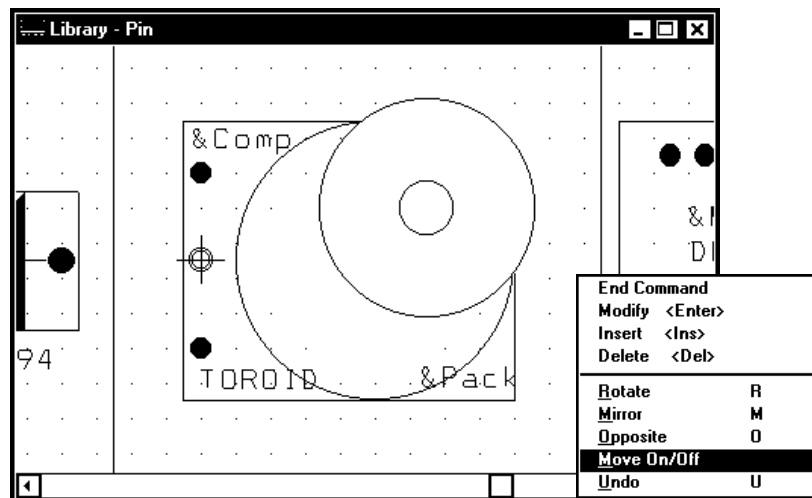 Library - Pin
&Comp
94
TOROID &Pack
End Command
Modify <Enter>
Insert <Ins>
Delete <Del>
Rotate R
Mirror M
Opposite O
Move On/Off
Undo U